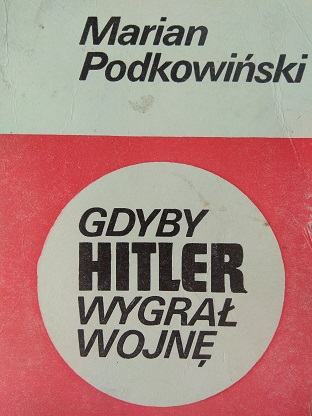 Marian
Podkowiński
GDYBY
HITLER
WYGRAŁ
WOJNĘ